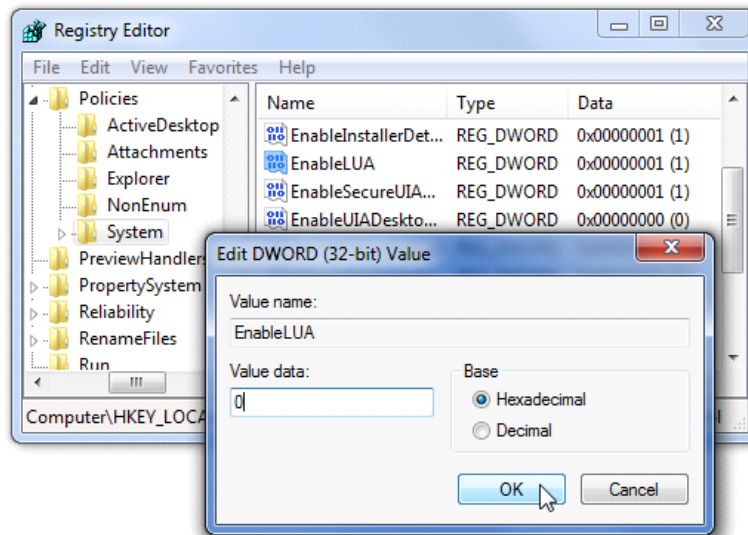 Registry Editor
File Edit View Favorites Help
Policies
ActiveDesktop
Attachments
Explorer
NonEnum
System
PreviewHandlers
PropertySystem
Reliability
RenameFiles
Run
Name Type Data
EnableInstallerDet... REG_DWORD 0x00000001 (1)
EnableLUA REG_DWORD 0x00000001 (1)
EnableSecureUIA... REG_DWORD 0x00000001 (1)
EnableUIADeskto... REG_DWORD 0x00000000 (0)
Computer\HKEY_LOCA
Edit DWORD (32-bit) Value
Value name:
EnableLUA
Value data:
0
Base
Hexadecimal
Decimal
OK Cancel